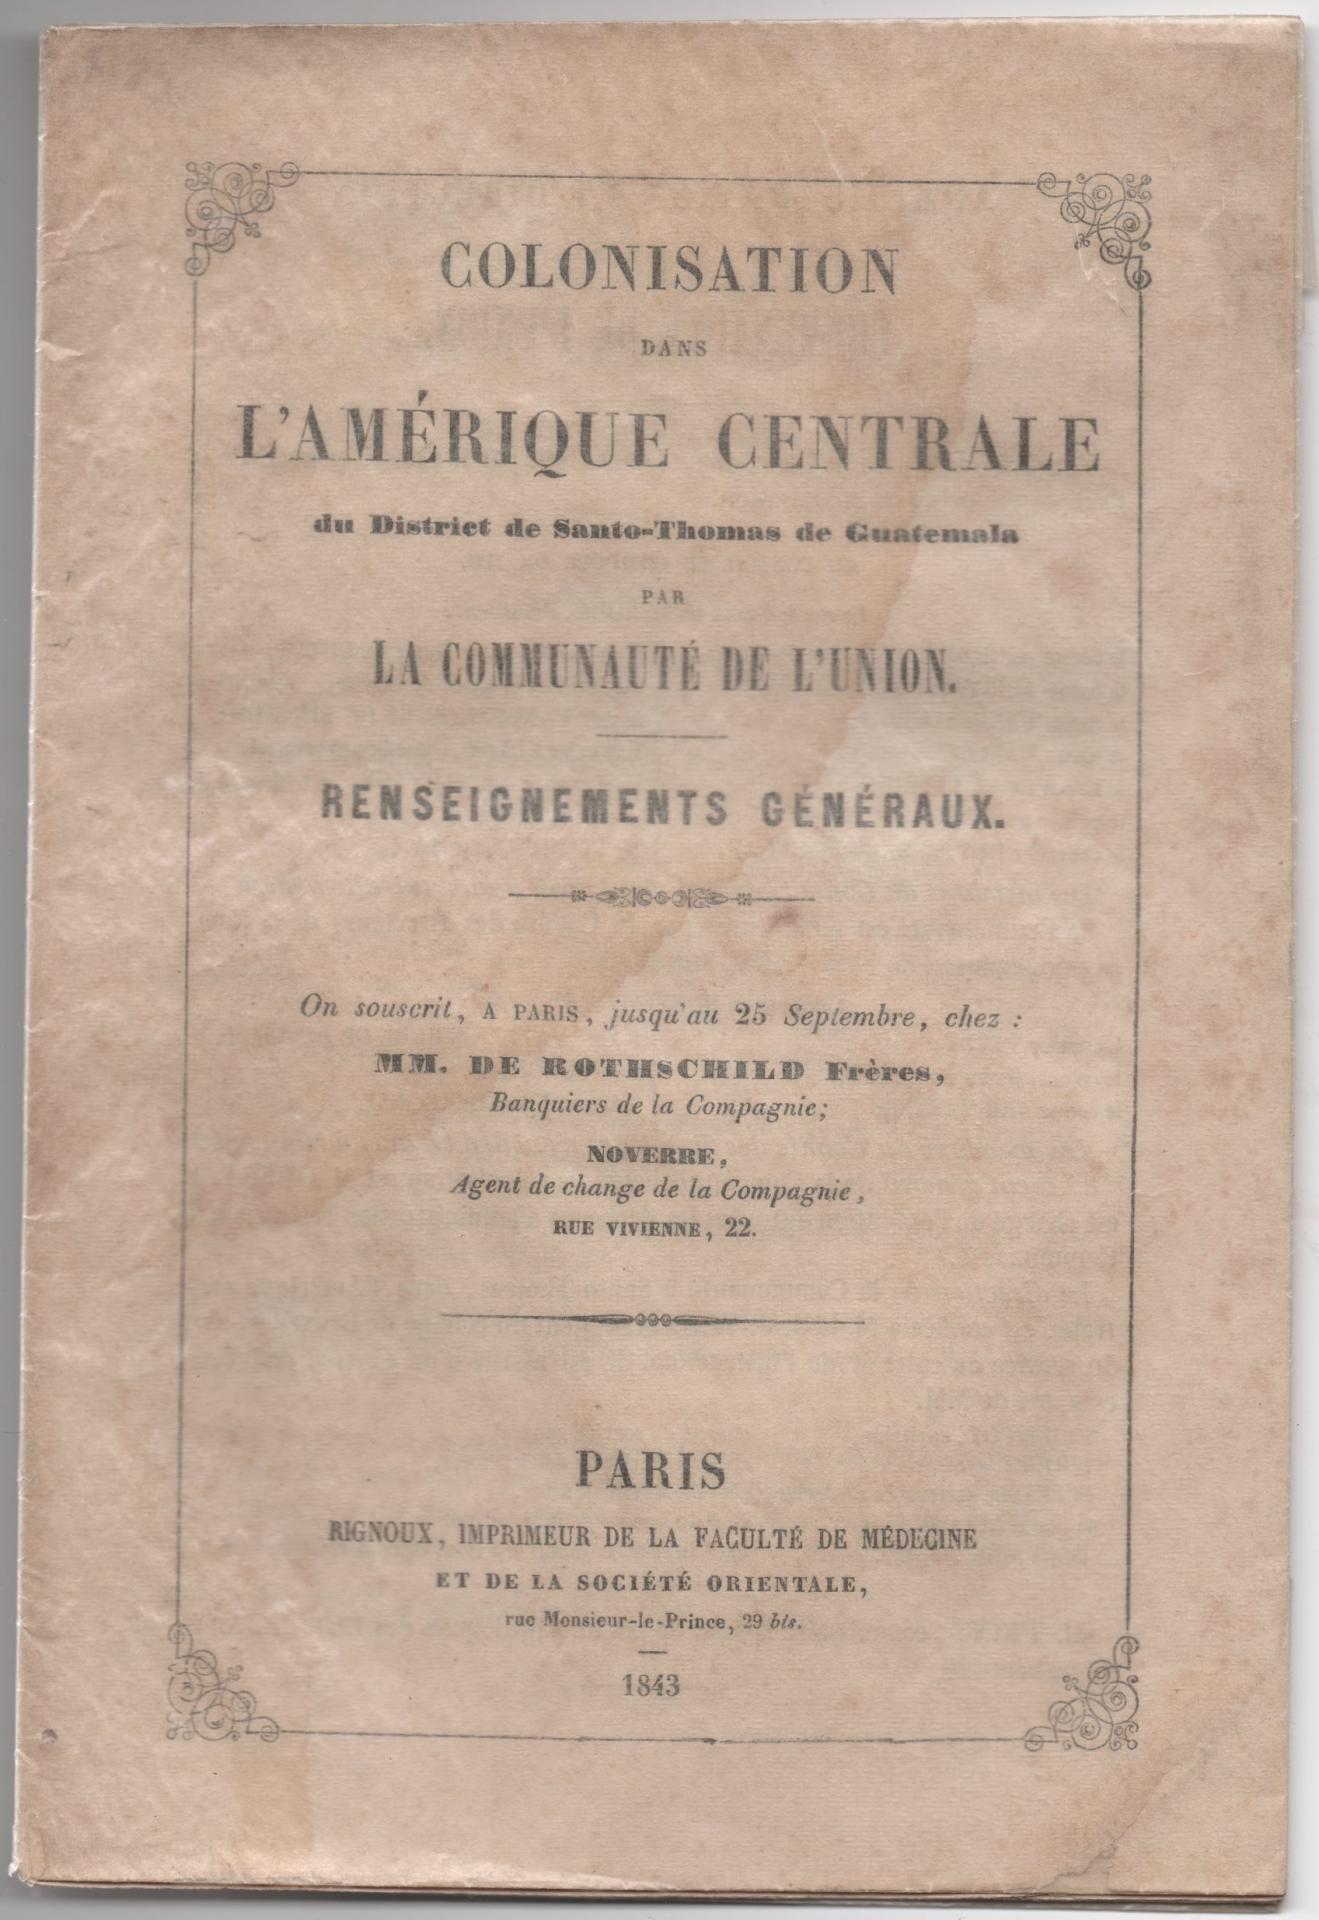 COLONISATION
DANS
L'AMÉRIQUE CENTRALE
du District de Santo-Thomas de Guatemala
PAR
LA COMMUNAUTÉ DE L'UNION.
RENSEIGNEMENTS GÉNÉRAUX.
On souscrit, A PARIS, jusqu'au 25 Septembre, chez :
MM. DE ROTHSCHILD Frères,
Banquiers de la Compagnie;
NOVERRE,
Agent de change de la Compagnie,
RUE VIVIENNE, 22.
PARIS
RIGNOUX, IMPRIMEUR DE LA FACULTÉ DE MÉDECINE
ET DE LA SOCIÉTÉ ORIENTALE,
rue Monsieur-le-Prince, 29 bis.
1843